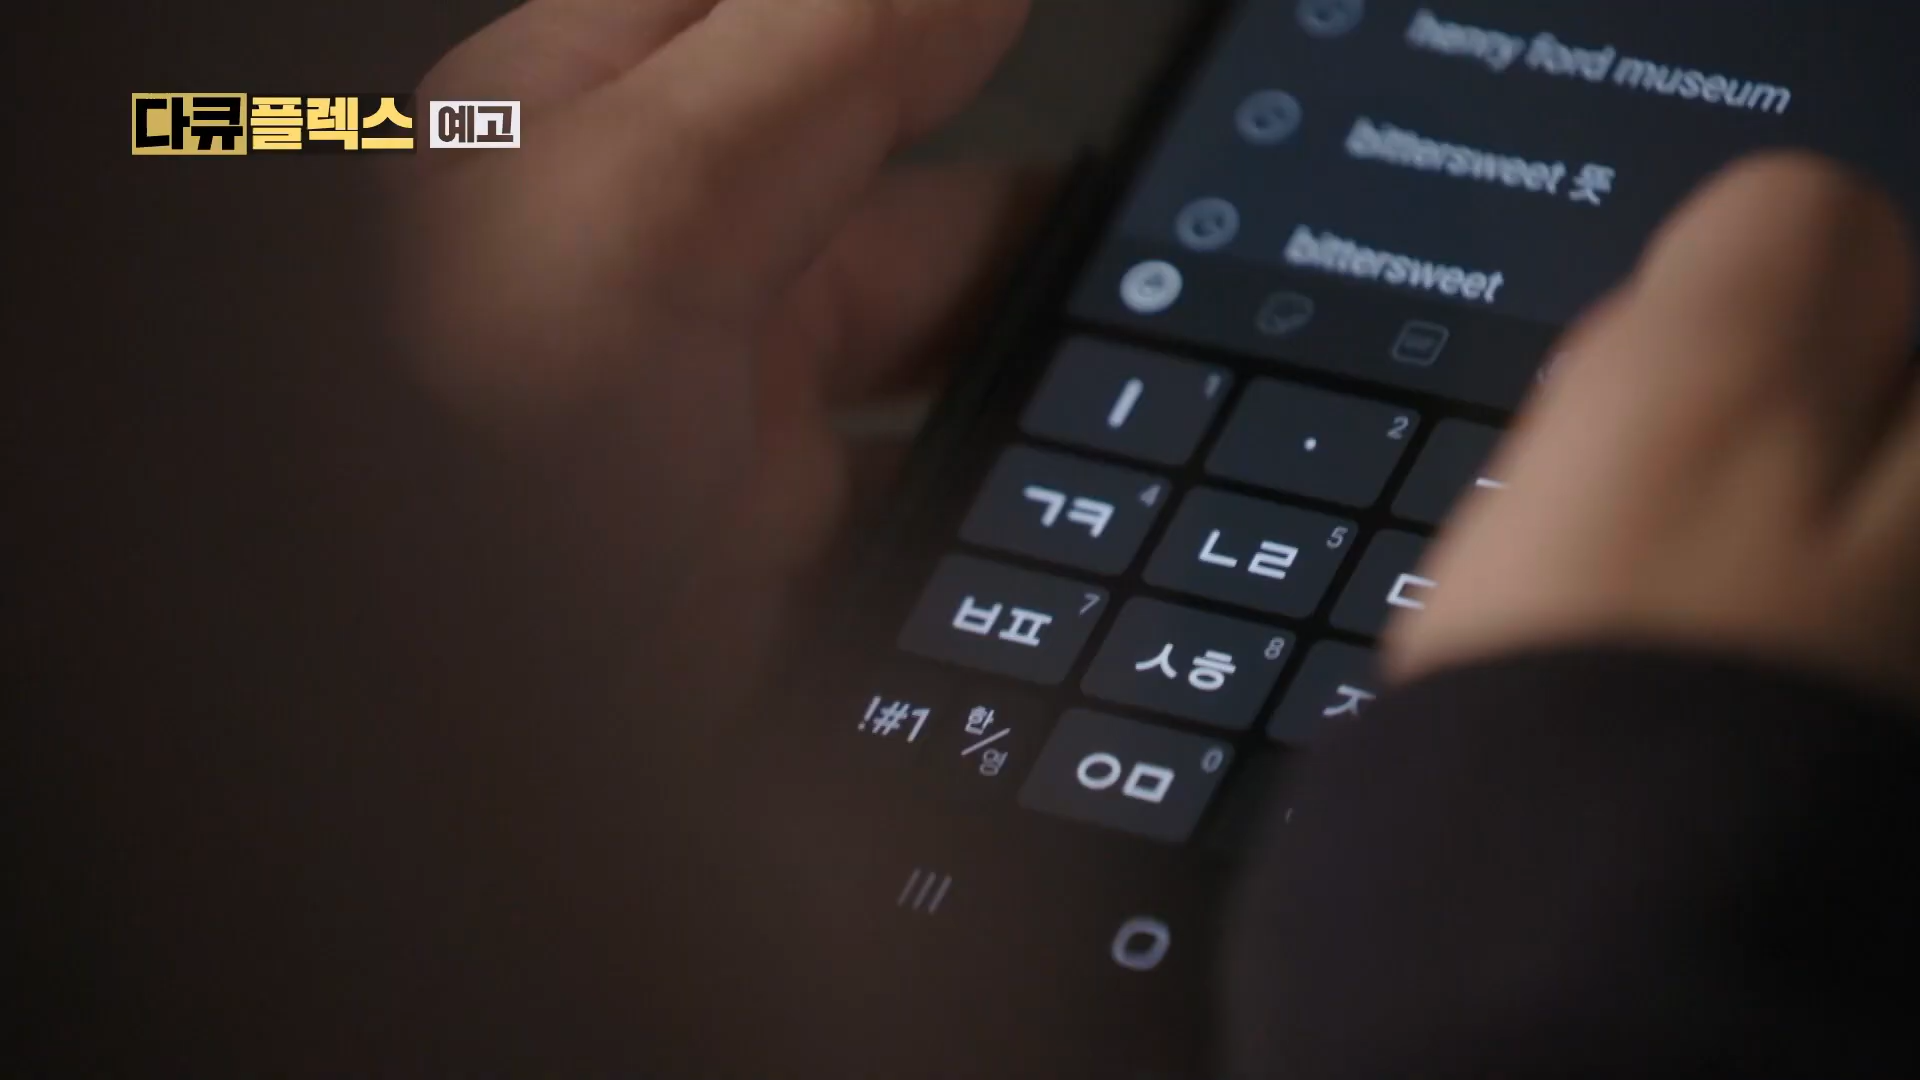 다큐플렉스 예고
henry ford museum
bittersweet 뜻
bittersweet
ㅣ 1
· 2
ㄱㅋ 4
ㄴㄹ 5
ㅂㅍ 7
ㅅㅎ 8
!#1 한/영 ㅇㅁ 0